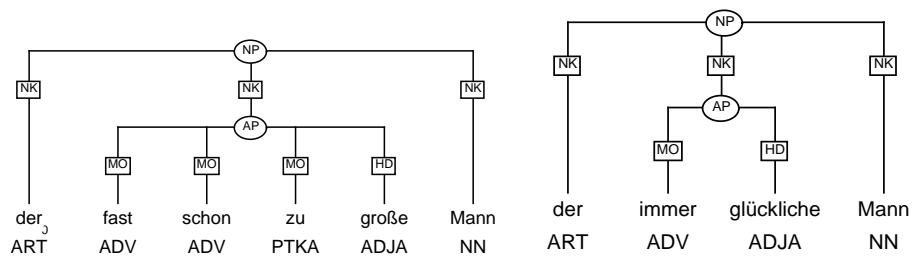 NP
NK NK NK
AP
MO MO MO HD
der fast schon zu große Mann
ART ADV ADV PTKA ADJA NN
NP
NK NK NK
AP
MO HD
der immer glückliche Mann
ART ADV ADJA NN